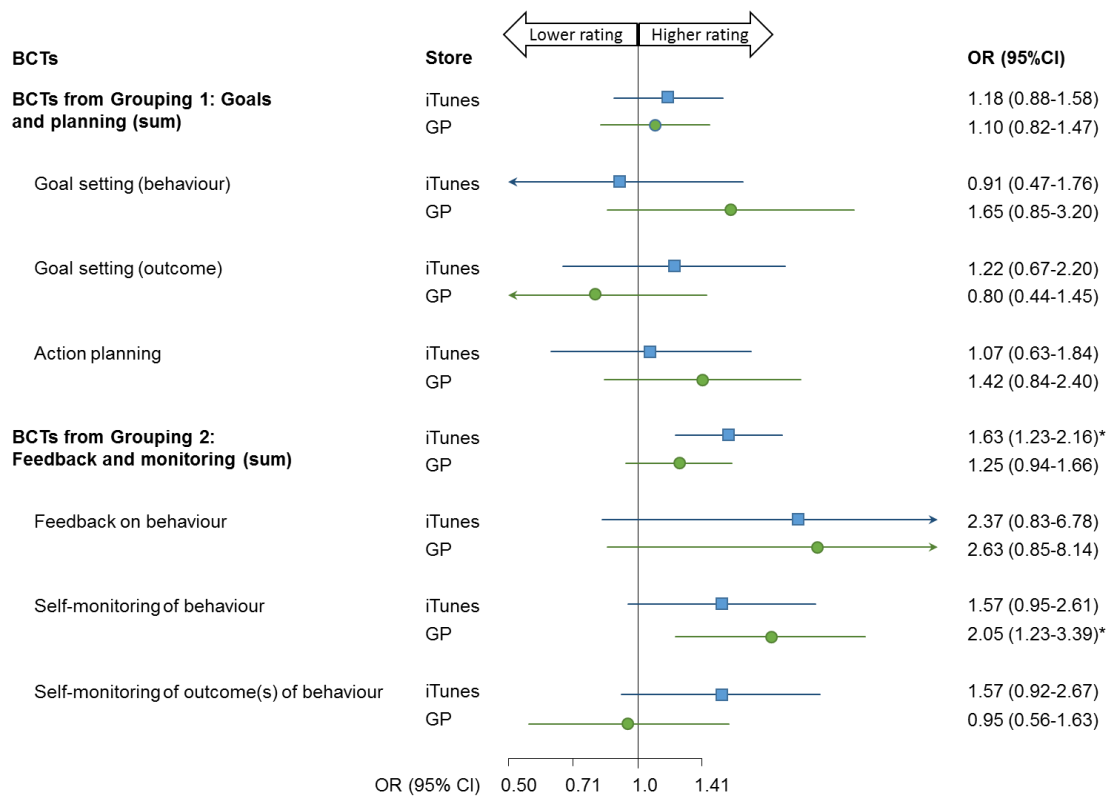 Lower rating Higher rating
BCTs Store OR (95%CI)
BCTs from Grouping 1: Goals and planning (sum)
iTunes 1.18 (0.88-1.58)
GP 1.10 (0.82-1.47)
Goal setting (behaviour) iTunes 0.91 (0.47-1.76)
GP 1.65 (0.85-3.20)
Goal setting (outcome) iTunes 1.22 (0.67-2.20)
GP 0.80 (0.44-1.45)
Action planning iTunes 1.07 (0.63-1.84)
GP 1.42 (0.84-2.40)
BCTs from Grouping 2:
Feedback and monitoring (sum)
iTunes 1.63 (1.23-2.16)*
GP 1.25 (0.94-1.66)
Feedback on behaviour iTunes 2.37 (0.83-6.78)
GP 2.63 (0.85-8.14)
Self-monitoring of behaviour iTunes 1.57 (0.95-2.61)
GP 2.05 (1.23-3.39)*
Self-monitoring of outcome(s) of behaviour iTunes 1.57 (0.92-2.67)
GP 0.95 (0.56-1.63)
OR (95% CI) 0.50 0.71 1.0 1.41